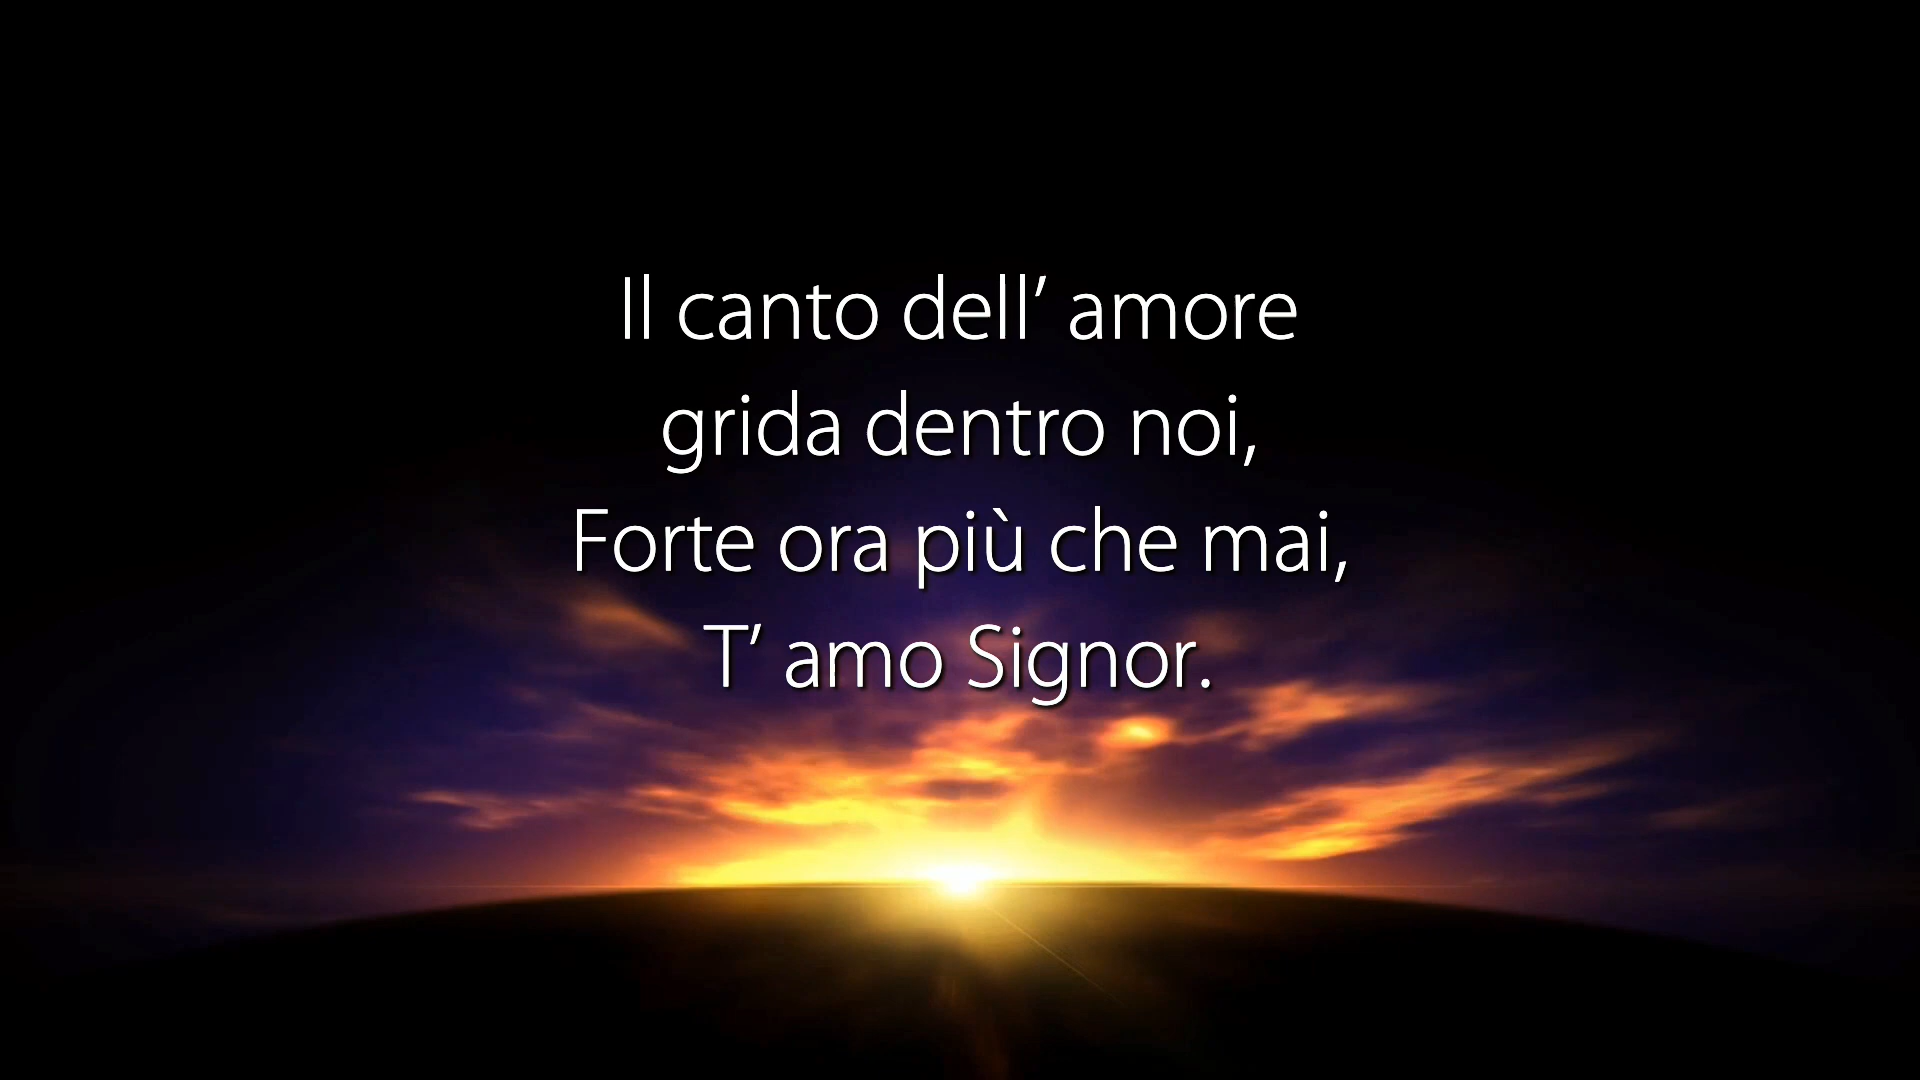 Il canto dell’ amore
grida dentro noi,
Forte ora più che mai,
T’ amo Signor.